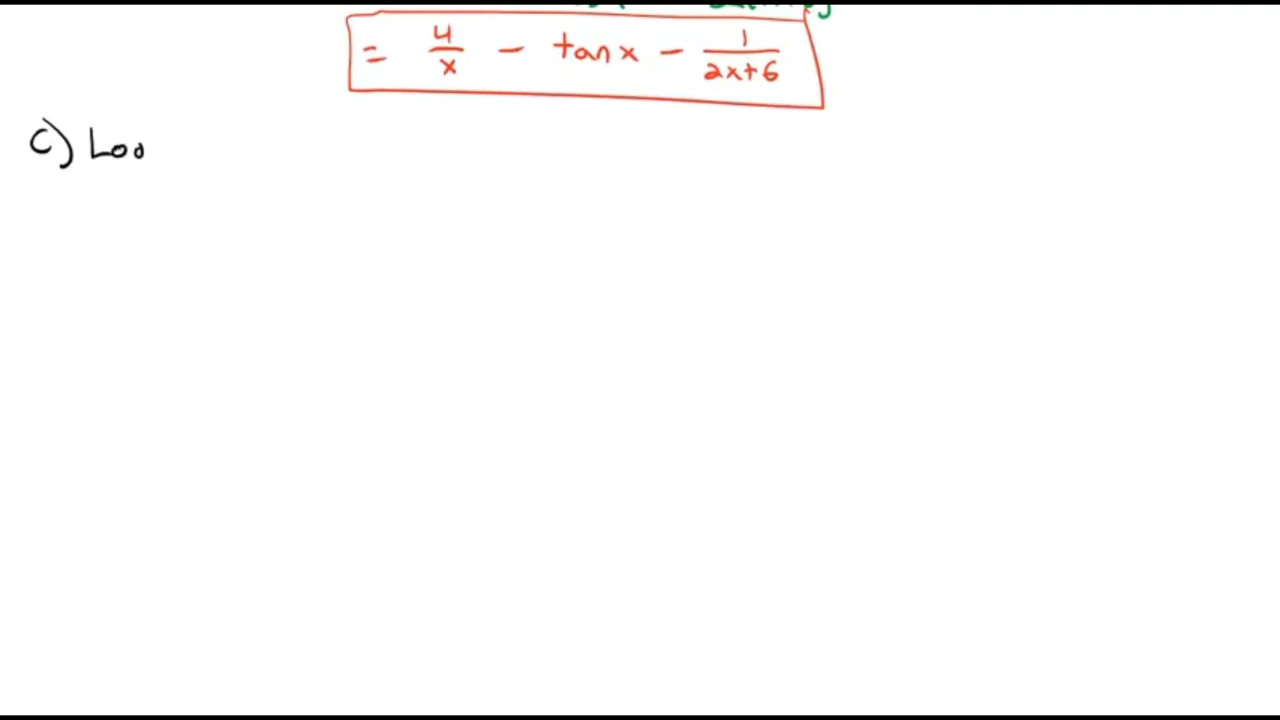 = 4/x - tan x - 1/(2x+6)
C) Loo